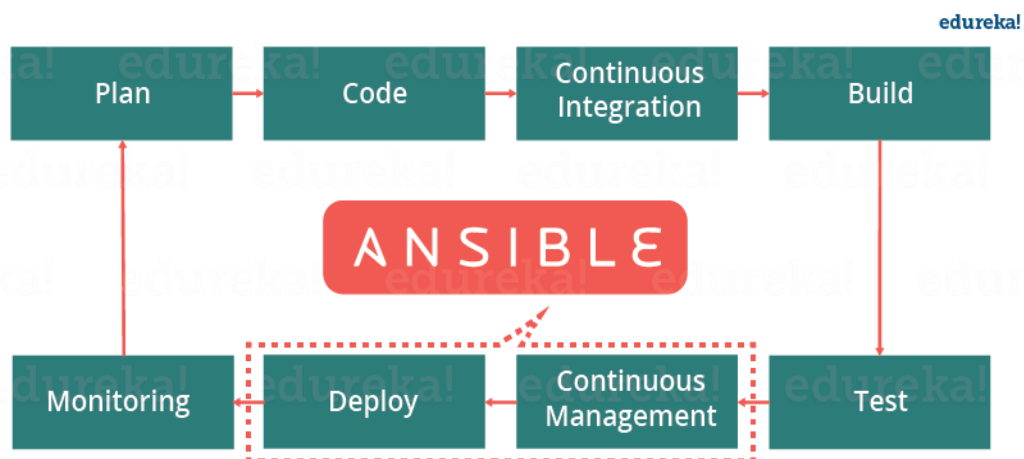 edureka!
Plan
Code
Continuous
Integration
Build
ANSIBLE
Monitoring
Deploy
Continuous
Management
Test